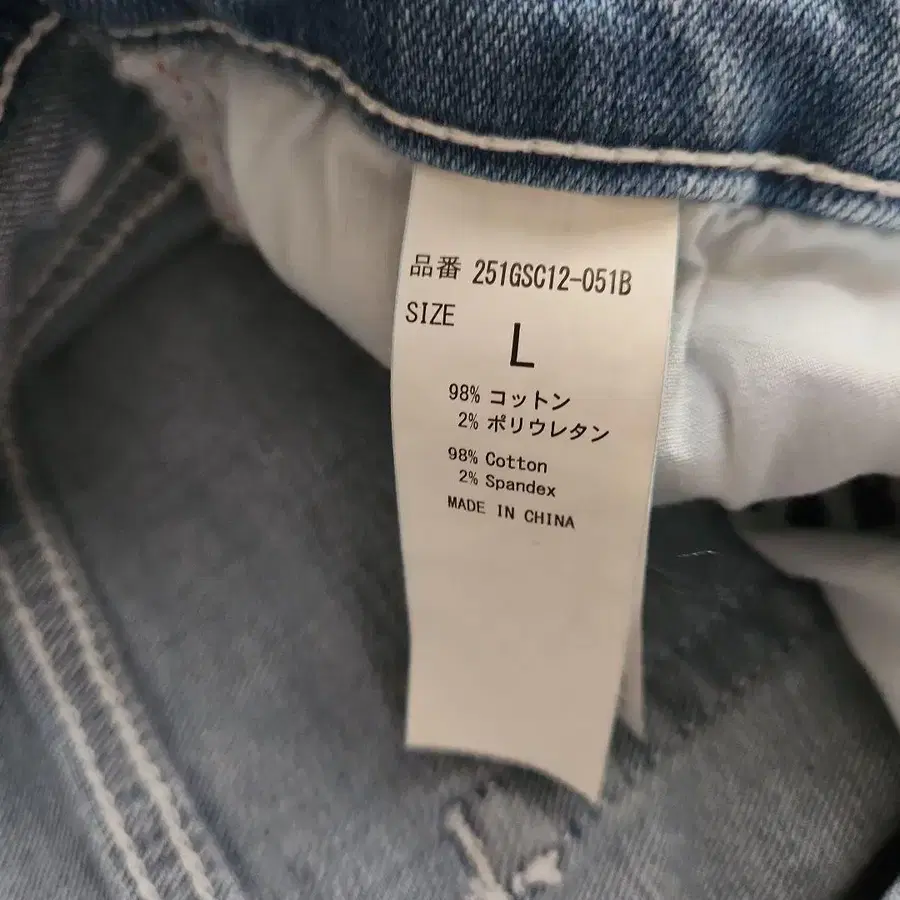 品番 251GSC12-051B
SIZE
L
98% コットン
2% ポリウレタン
98% Cotton
2% Spandex
MADE IN CHINA